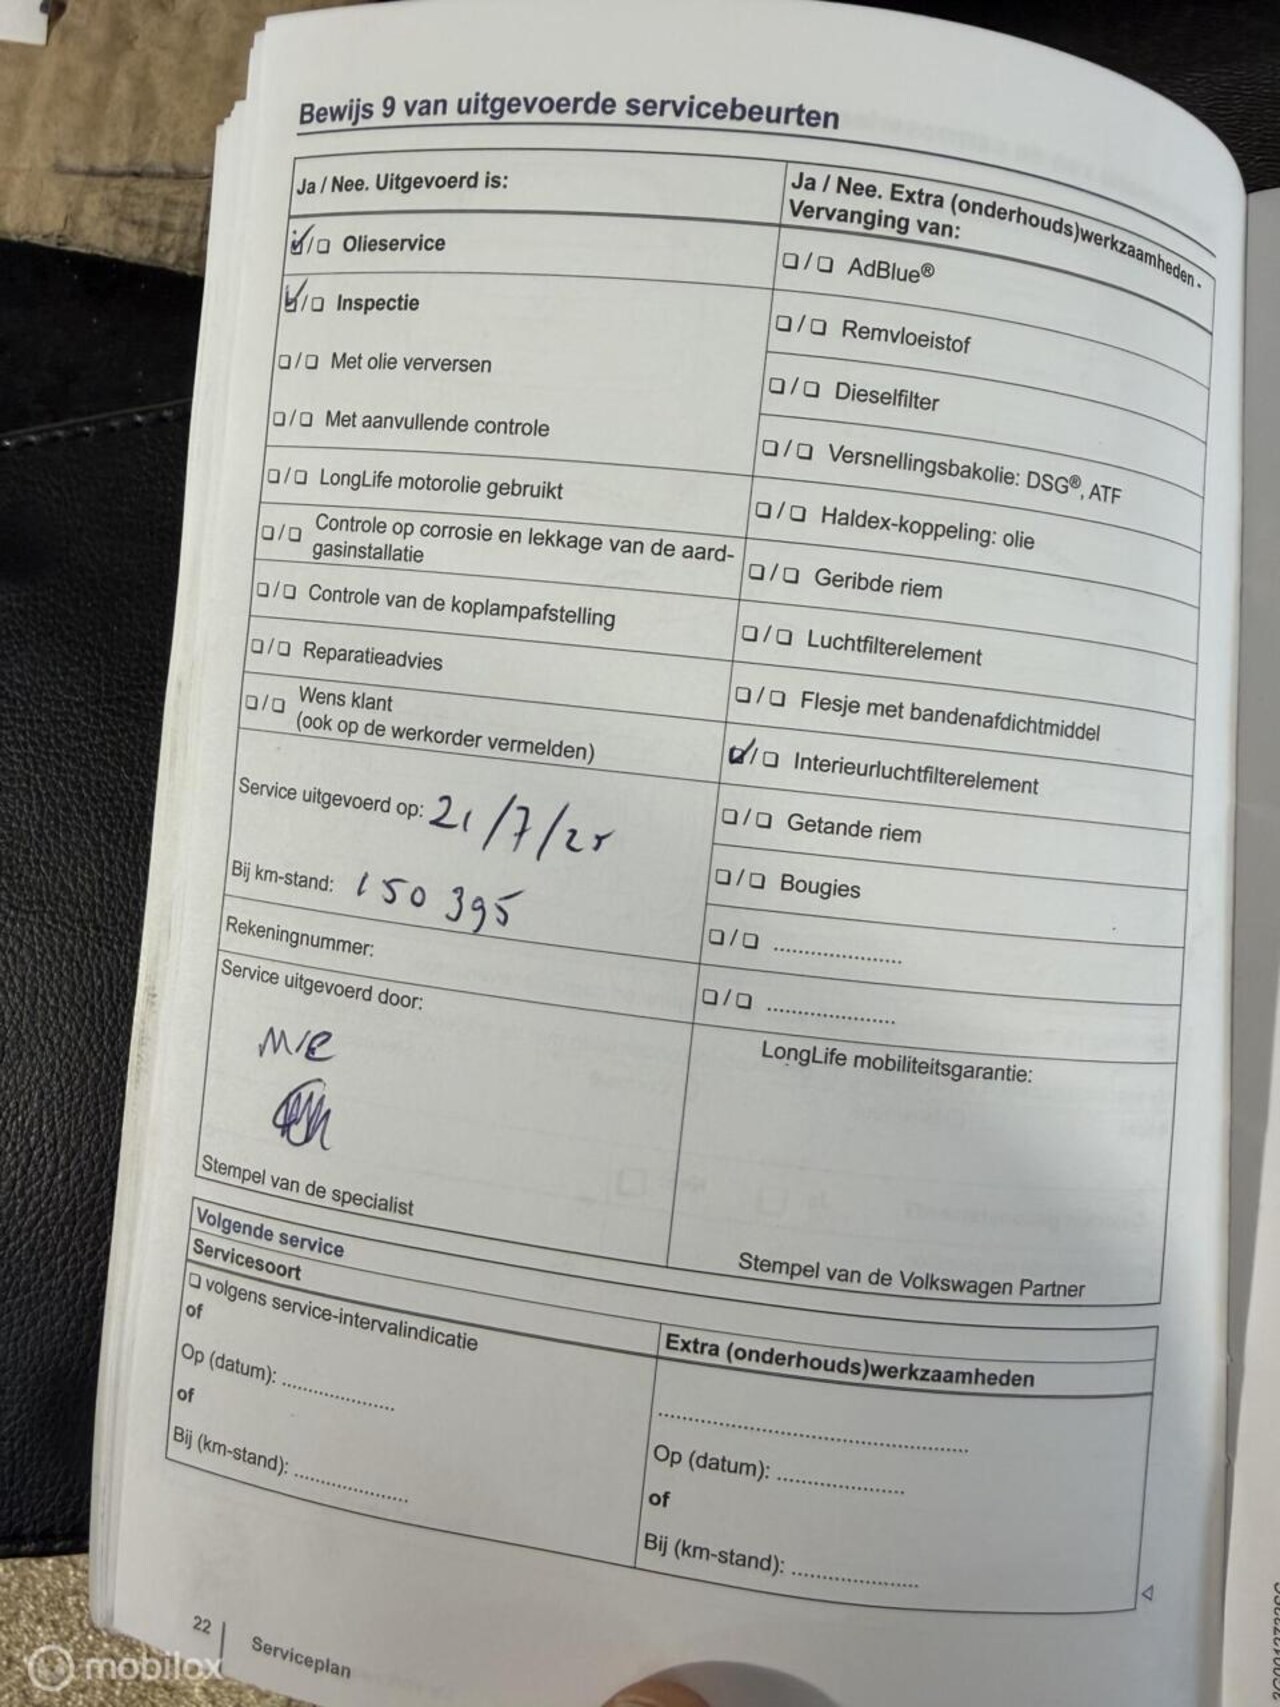 Bewijs 9 van uitgevoerde servicebeurten
Ja / Nee. Uitgevoerd is:
☑/❏ Olieservice
☑/❏ Inspectie
❏/❏ Met olie verversen
❏/❏ Met aanvullende controle
❏/❏ LongLife motorolie gebruikt
❏/❏ Controle op corrosie en lekkage van de aard-
gasinstallatie
❏/❏ Controle van de koplampafstelling
❏/❏ Reparatieadvies
❏/❏ Wens klant
(ook op de werkorder vermelden)
Service uitgevoerd op: 21/7/25
Bij km-stand: 150 395
Rekeningnummer:
Service uitgevoerd door:
Stempel van de specialist
Ja / Nee. Extra (onderhouds)werkzaamheden -
Vervanging van:
❏/❏ AdBlue®
❏/❏ Remvloeistof
❏/❏ Dieselfilter
❏/❏ Versnellingsbakolie: DSG®, ATF
❏/❏ Haldex-koppeling: olie
❏/❏ Geribde riem
❏/❏ Luchtfilterelement
❏/❏ Flesje met bandenafdichtmiddel
☑/❏ Interieurluchtfilterelement
❏/❏ Getande riem
❏/❏ Bougies
❏/❏ .....................
❏/❏ .....................
LongLife mobiliteitsgarantie:
Stempel van de Volkswagen Partner
Volgende service
Servicesoort
❏ volgens service-intervalindicatie
of
Op (datum): ..................
of
Bij (km-stand): ..................
Extra (onderhouds)werkzaamheden
..................................................
Op (datum): ....................
of
Bij (km-stand): ....................
22
Serviceplan
mobilox